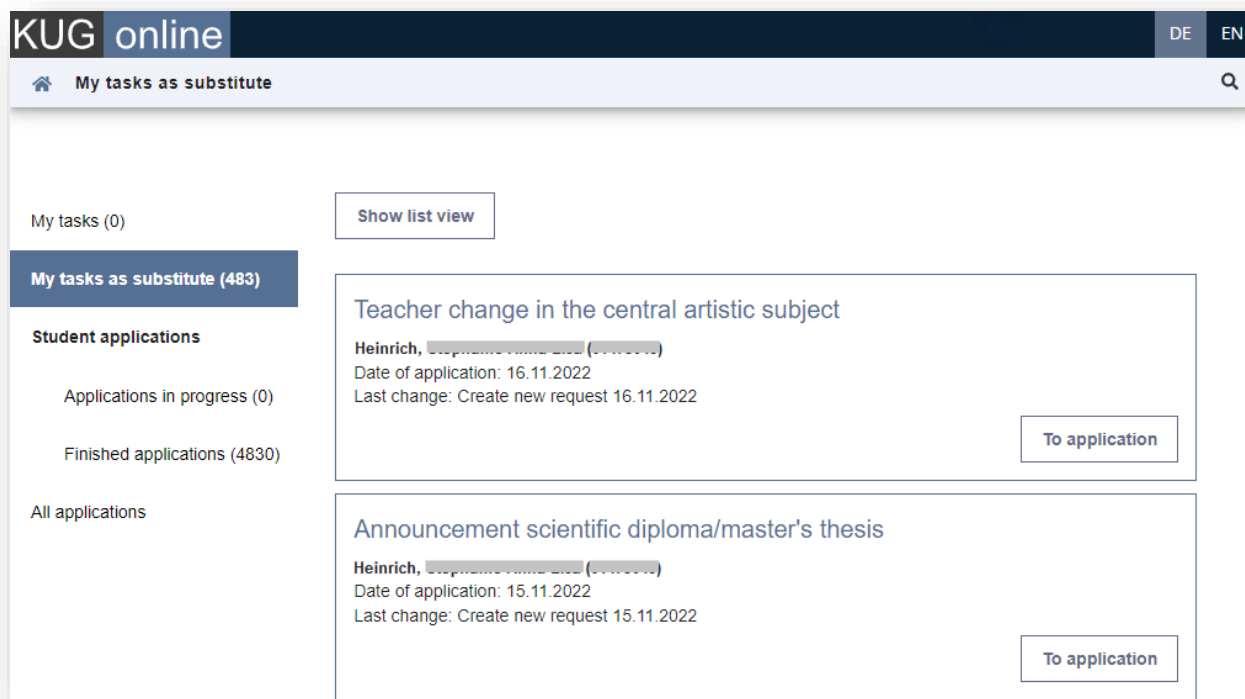 KUG online
DE EN
My tasks as substitute
My tasks (0)
My tasks as substitute (483)
Student applications
Applications in progress (0)
Finished applications (4830)
All applications
Show list view
Teacher change in the central artistic subject
Heinrich,
Date of application: 16.11.2022
Last change: Create new request 16.11.2022
To application
Announcement scientific diploma/master's thesis
Heinrich,
Date of application: 15.11.2022
Last change: Create new request 15.11.2022
To application